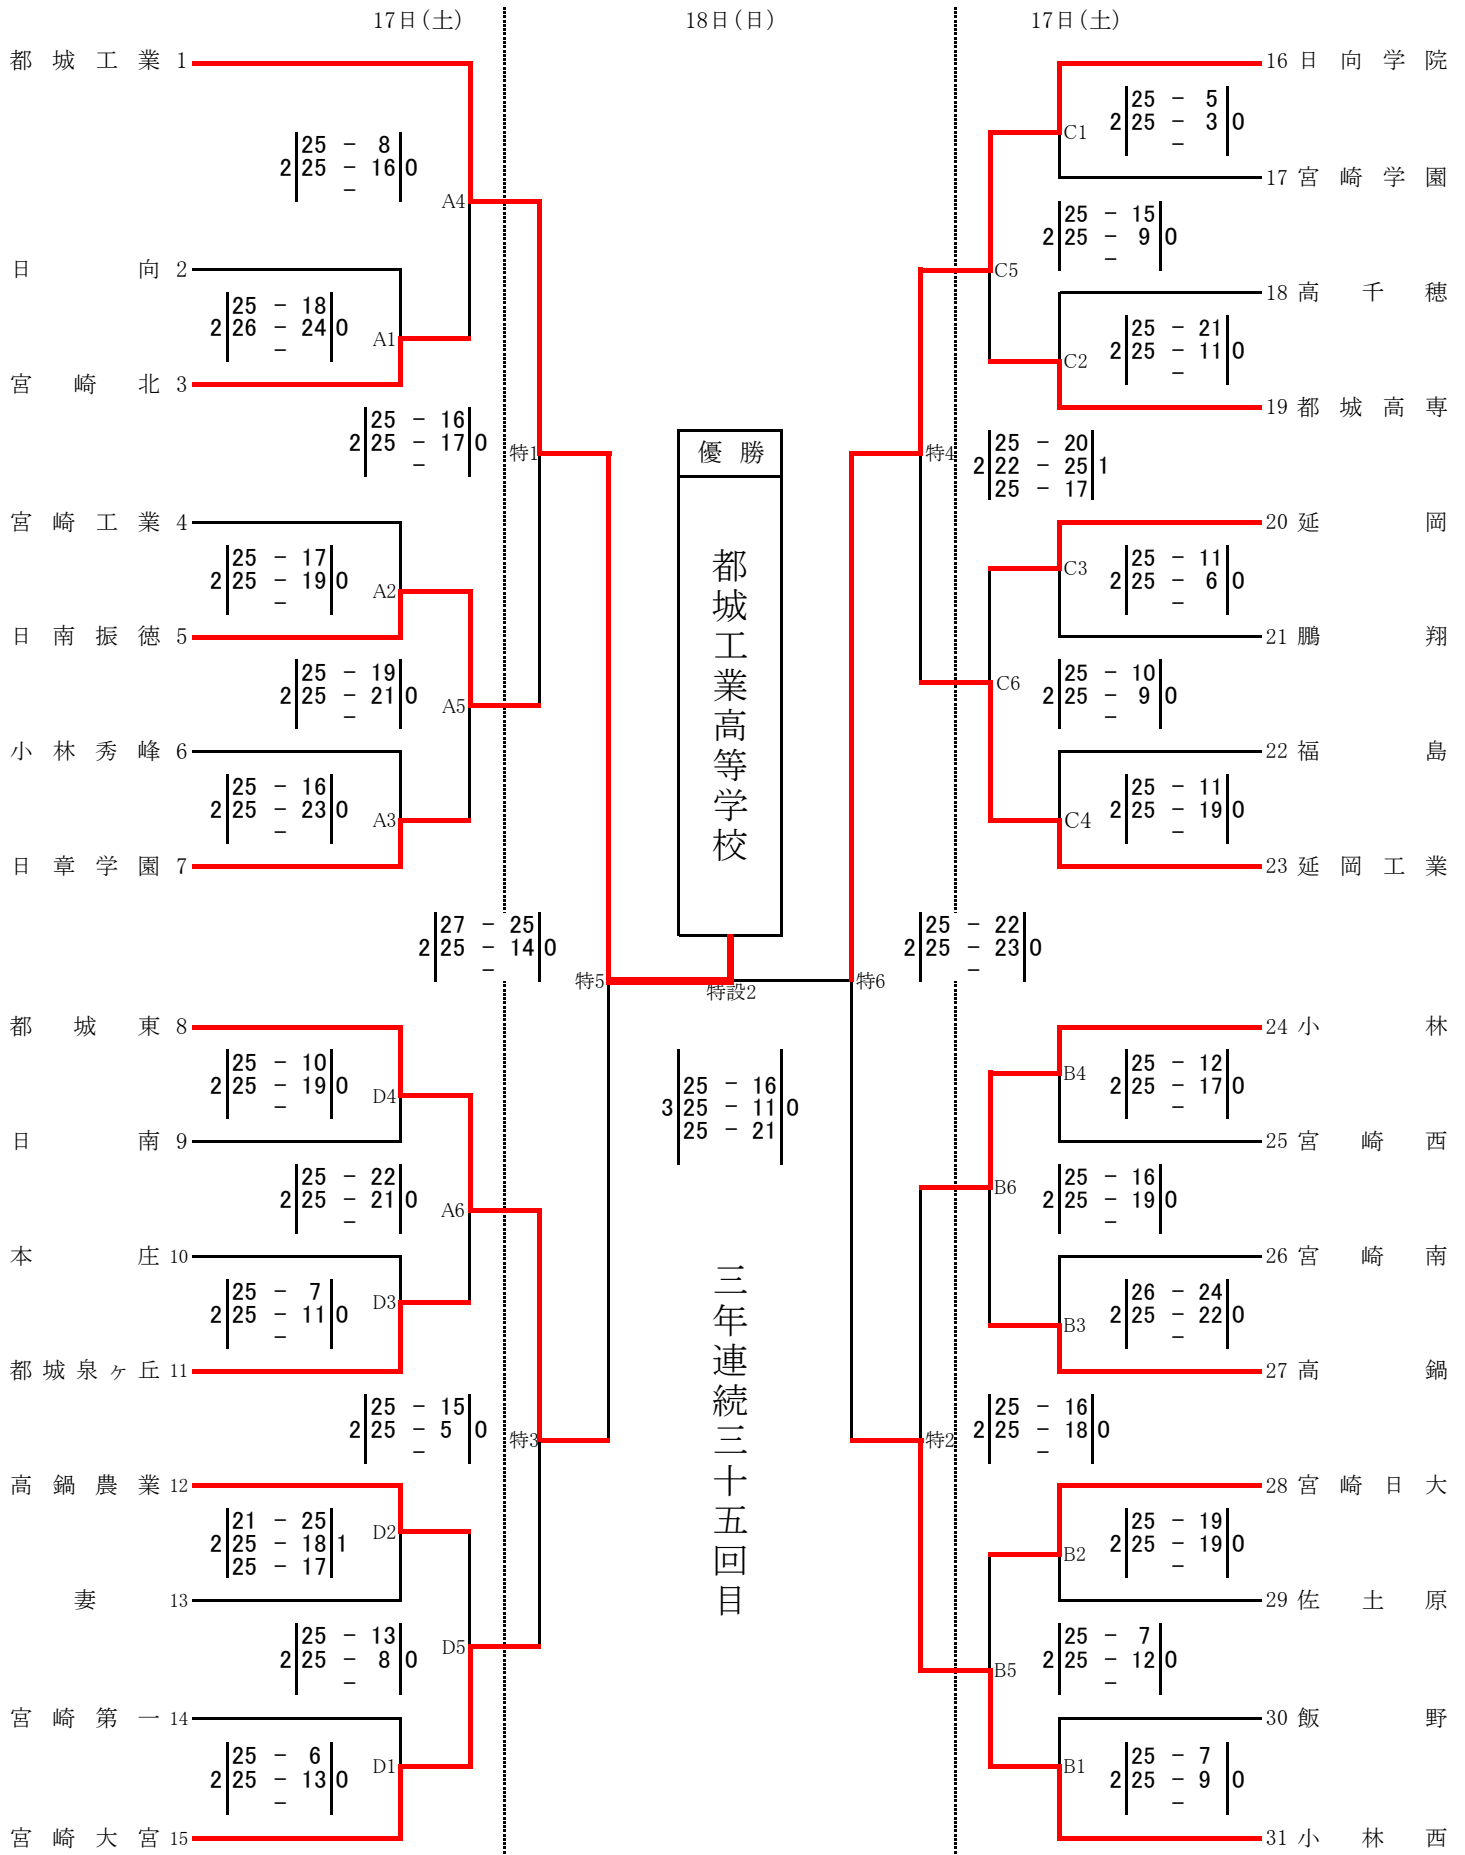 17日(土)
18日(日)
17日(土)
都城工業 1
25 - 8
2 25 - 16 0
-
A4
日向 2
25 - 18
2 26 - 24 0
-
A1
宮崎北 3
25 - 16
2 25 - 17 0
-
特1
宮崎工業 4
25 - 17
2 25 - 19 0
-
A2
日南振徳 5
25 - 19
2 25 - 21 0
-
A5
小林秀峰 6
25 - 16
2 25 - 23 0
-
A3
日章学園 7
27 - 25
2 25 - 14 0
-
特5
都城東 8
25 - 10
2 25 - 19 0
-
D4
日南 9
25 - 22
2 25 - 21 0
-
A6
本庄 10
25 - 7
2 25 - 11 0
-
D3
都城泉ヶ丘 11
25 - 15
2 25 - 5 0
-
特3
高鍋農業 12
21 - 25
2 25 - 18 1
25 - 17
D2
妻 13
25 - 13
2 25 - 8 0
-
D5
宮崎第一 14
25 - 6
2 25 - 13 0
-
D1
宮崎大宮 15
優勝
都城工業高等学校
特設2
25 - 16
3 25 - 11 0
25 - 21
三年連続三十五回目
16 日向学院
25 - 5
2 25 - 3 0
-
C1
17 宮崎学園
25 - 15
2 25 - 9 0
-
C5
18 高千穂
25 - 21
2 25 - 11 0
-
C2
19 都城高専
25 - 20
2 22 - 25 1
25 - 17
特4
20 延岡
25 - 11
2 25 - 6 0
-
C3
21 鵬翔
25 - 10
2 25 - 9 0
-
C6
22 福島
25 - 11
2 25 - 19 0
-
C4
23 延岡工業
25 - 22
2 25 - 23 0
-
特6
24 小林
25 - 12
2 25 - 17 0
-
B4
25 宮崎西
25 - 16
2 25 - 19 0
-
B6
26 宮崎南
26 - 24
2 25 - 22 0
-
B3
27 高鍋
25 - 16
2 25 - 18 0
-
特2
28 宮崎日大
25 - 19
2 25 - 19 0
-
B2
29 佐土原
25 - 7
2 25 - 12 0
-
B5
30 飯野
25 - 7
2 25 - 9 0
-
B1
31 小林西